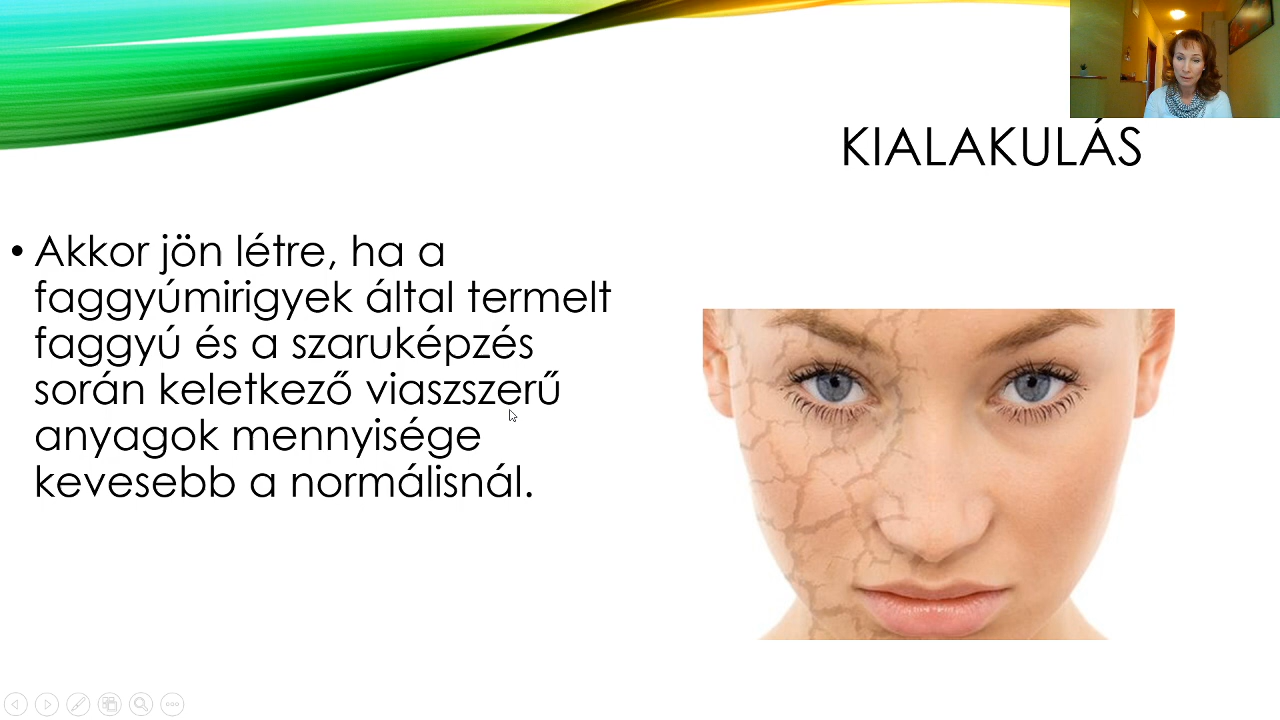 KIALAKULÁS
• Akkor jön létre, ha a
faggyúmirigyek által termelt
faggyú és a szaruképzés
során keletkező viaszszerű
anyagok mennyisége
kevesebb a normálisnál.